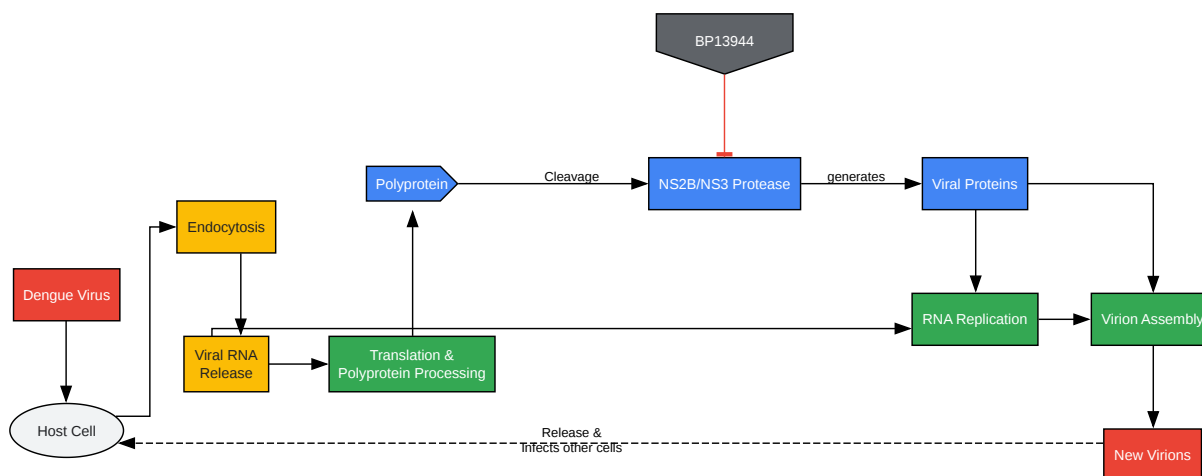 BP13944
Polyprotein
Cleavage
NS2B/NS3 Protease
generates
Viral Proteins
Endocytosis
Dengue Virus
RNA Replication
Virion Assembly
Viral RNA
Release
Translation &
Polyprotein Processing
Host Cell
Release &
Infects other cells
New Virions